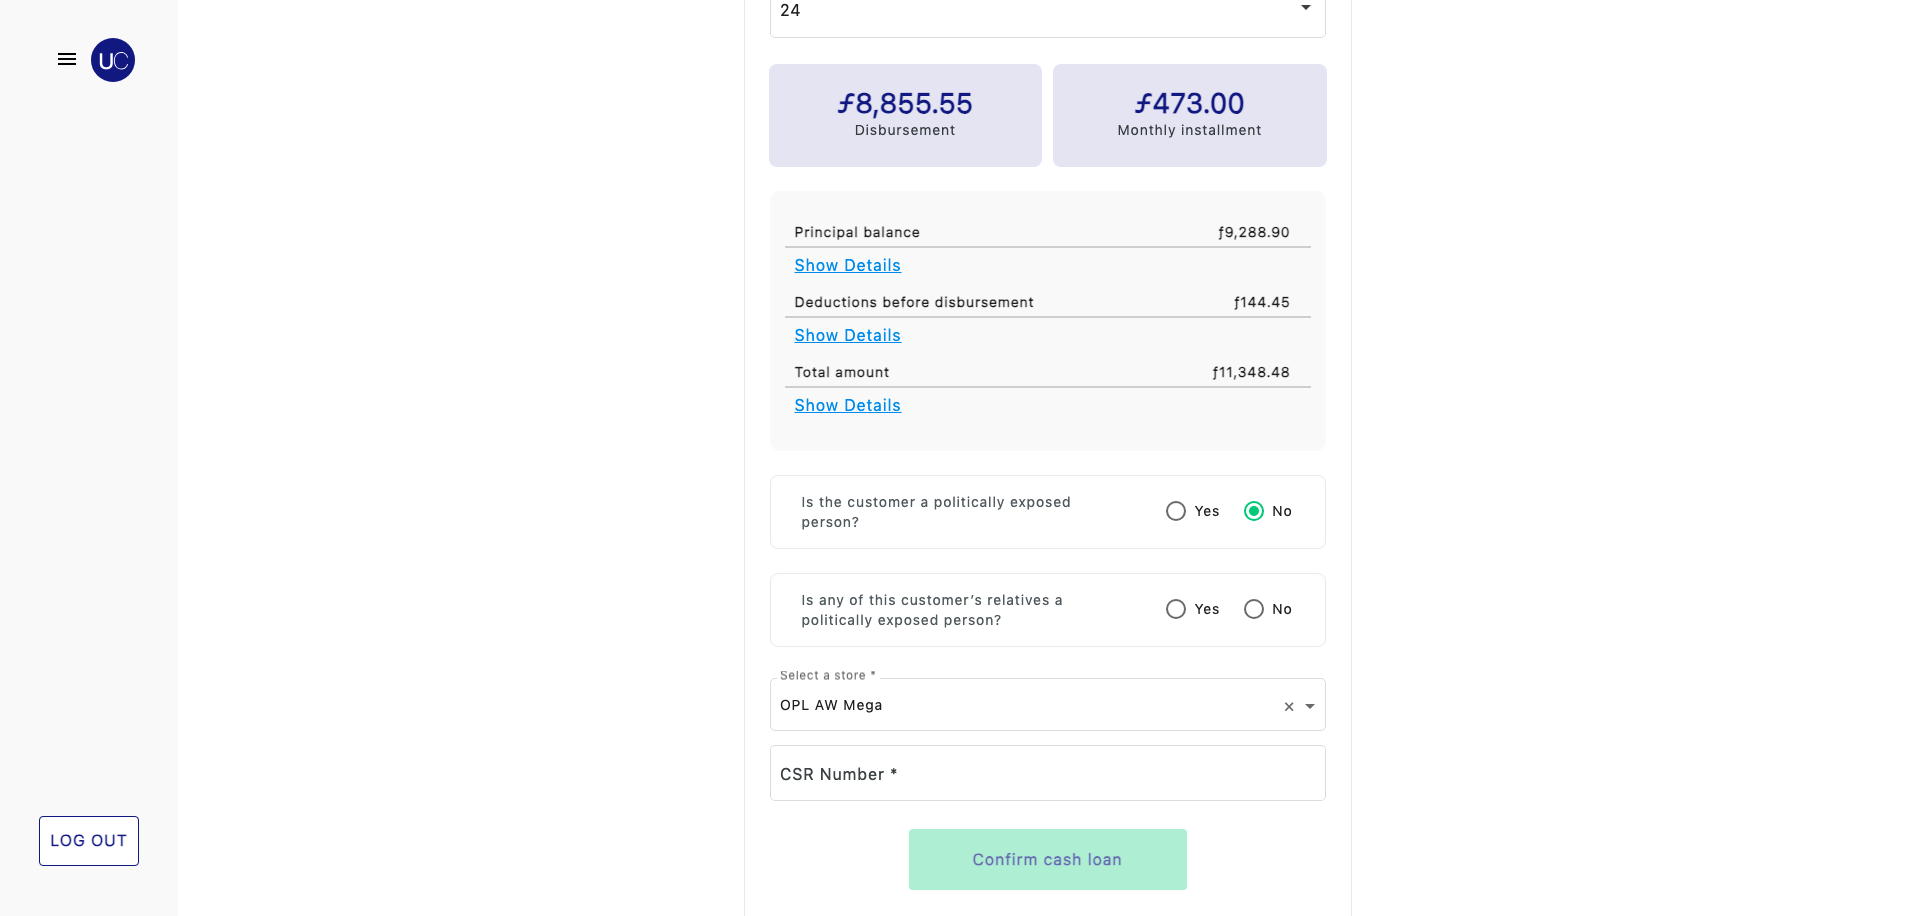 24
UC
ƒ8,855.55
Disbursement
ƒ473.00
Monthly installment
Principal balance ƒ9,288.90
Show Details
Deductions before disbursement ƒ144.45
Show Details
Total amount ƒ11,348.48
Show Details
Is the customer a politically exposed
person?
Yes No
Is any of this customer’s relatives a
politically exposed person?
Yes No
Select a store *
OPL AW Mega
CSR Number *
LOG OUT
Confirm cash loan